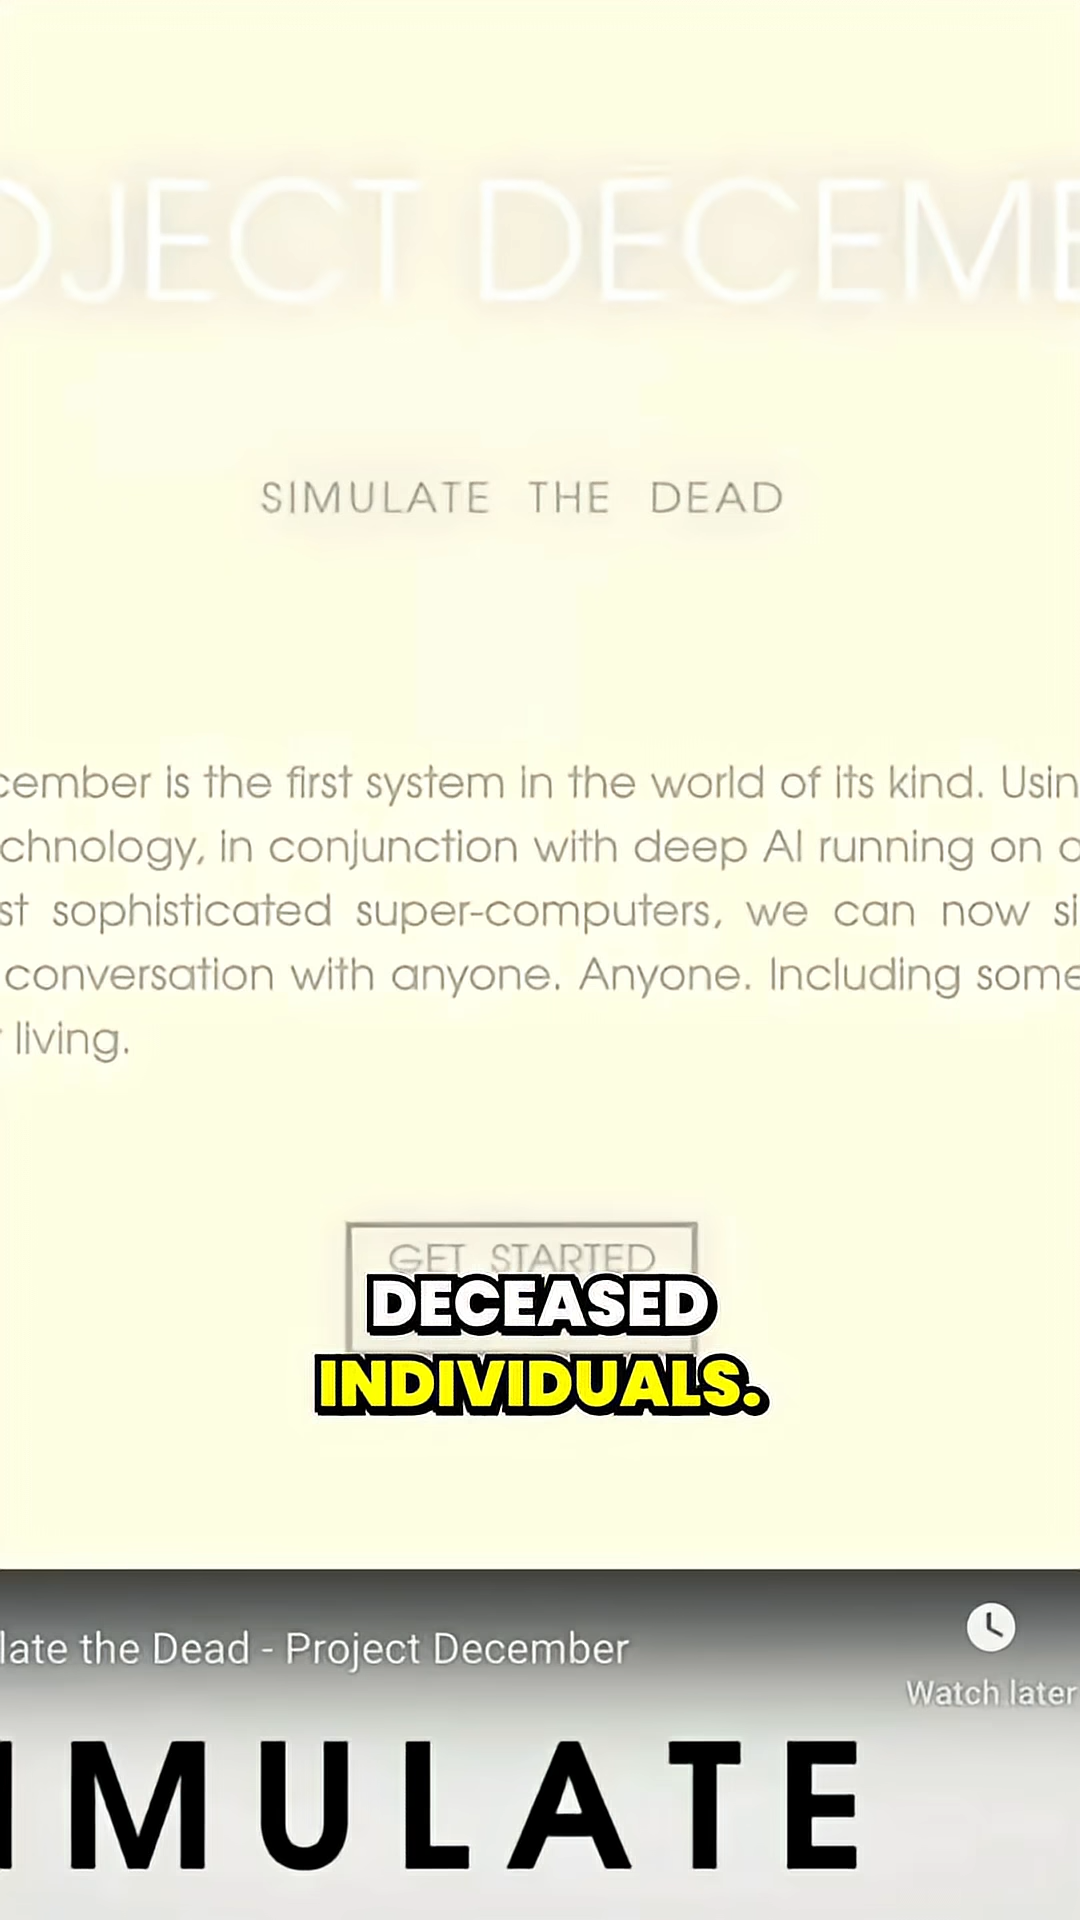 OJECT DECEMB
SIMULATE THE DEAD
cember is the first system in the world of its kind. Usin
chnology, in conjunction with deep AI running on o
st sophisticated super-computers, we can now si
conversation with anyone. Anyone. Including some
living.
GET STARTED
DECEASED
INDIVIDUALS.
late the Dead - Project December
Watch later
IMULATE